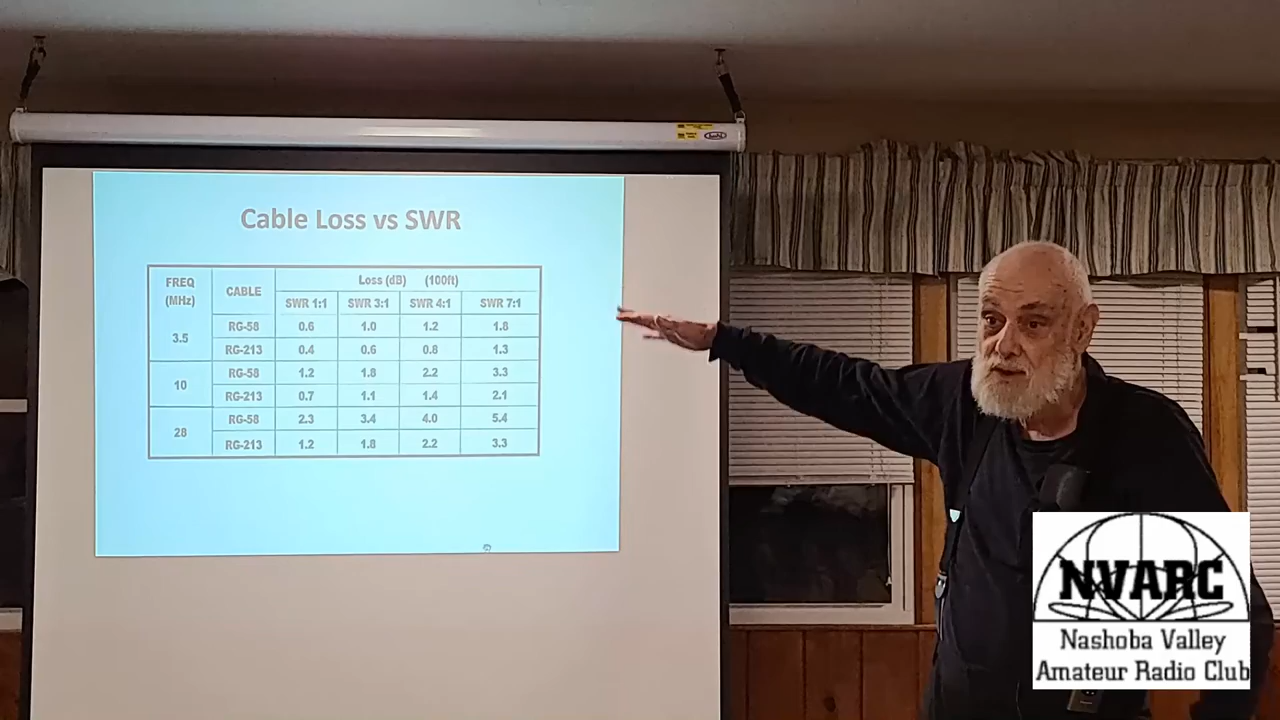 Cable Loss vs SWR
FREQ (MHz) CABLE Loss (dB) (100ft)
SWR 1:1 SWR 3:1 SWR 4:1 SWR 7:1
3.5 RG-58 0.6 1.0 1.2 1.8
RG-213 0.4 0.6 0.8 1.3
10 RG-58 1.2 1.8 2.2 3.3
RG-213 0.7 1.1 1.4 2.1
28 RG-58 2.3 3.4 4.0 5.4
RG-213 1.2 1.8 2.2 3.3
NVARC
Nashoba Valley
Amateur Radio Club